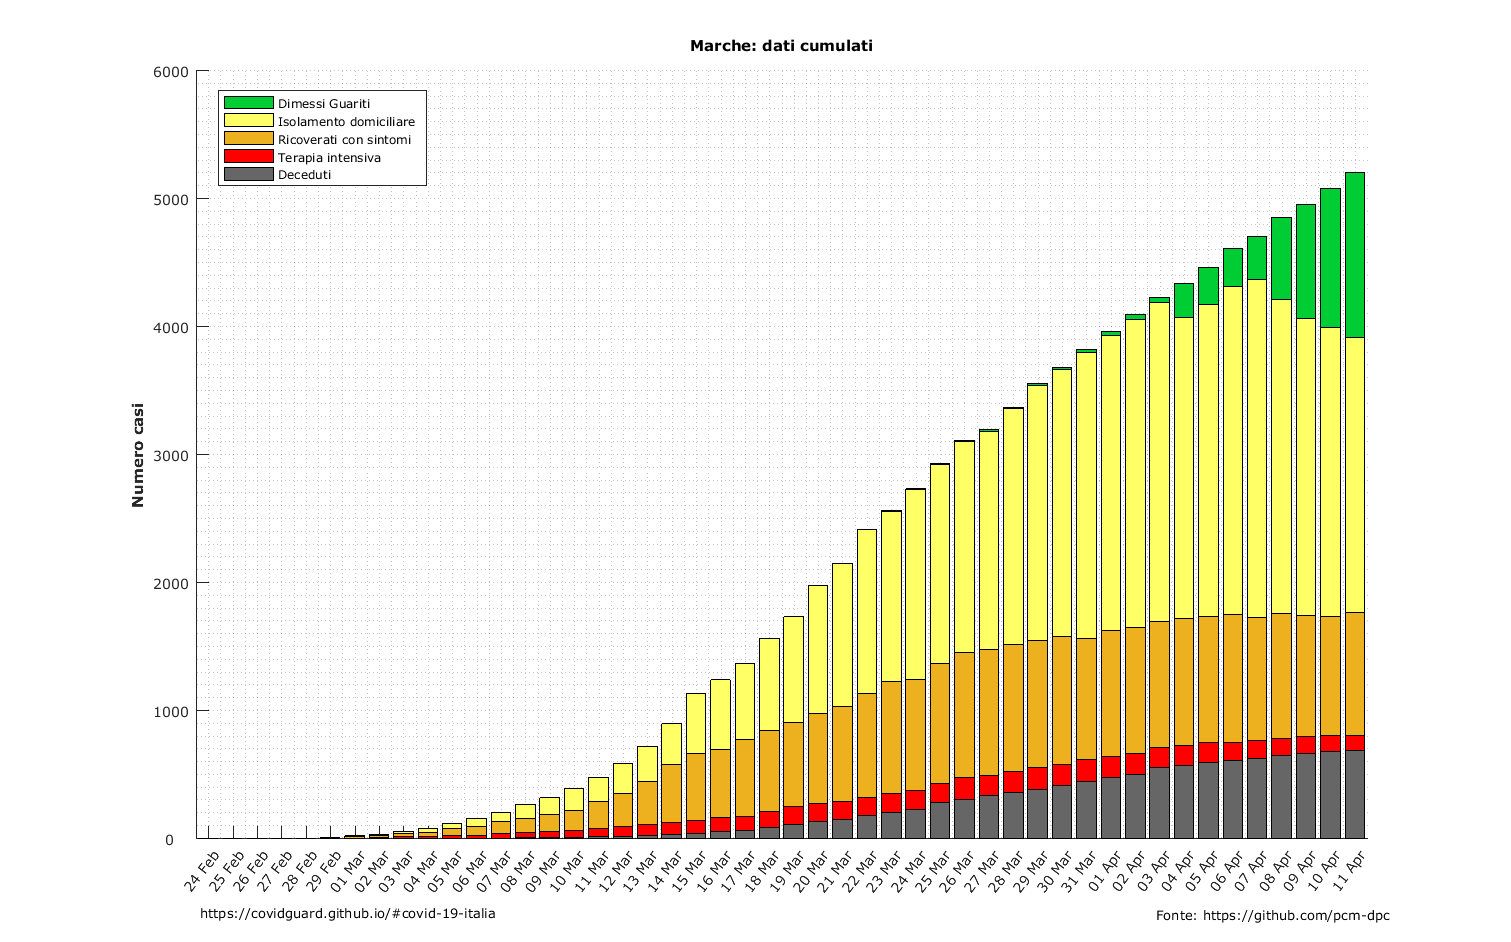 Marche: dati cumulati
Numero casi
6000
5000
4000
3000
2000
1000
0
Dimessi Guariti
Isolamento domiciliare
Ricoverati con sintomi
Terapia intensiva
Deceduti
24 Feb
25 Feb
26 Feb
27 Feb
28 Feb
29 Feb
01 Mar
02 Mar
03 Mar
04 Mar
05 Mar
06 Mar
07 Mar
08 Mar
09 Mar
10 Mar
11 Mar
12 Mar
13 Mar
14 Mar
15 Mar
16 Mar
17 Mar
18 Mar
19 Mar
20 Mar
21 Mar
22 Mar
23 Mar
24 Mar
25 Mar
26 Mar
27 Mar
28 Mar
29 Mar
30 Mar
31 Mar
01 Apr
02 Apr
03 Apr
04 Apr
05 Apr
06 Apr
07 Apr
08 Apr
09 Apr
10 Apr
11 Apr
https://covidguard.github.io/#covid-19-italia
Fonte: https://github.com/pcm-dpc